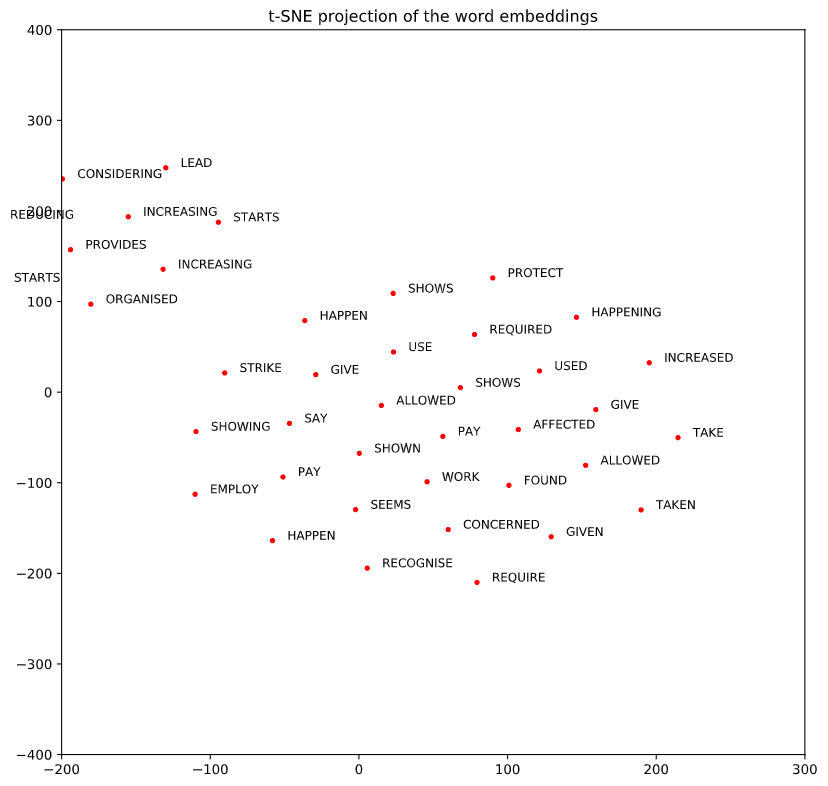 t-SNE projection of the word embeddings
400
300
LEAD
CONSIDERING
200
REDUCING
INCREASING
STARTS
PROVIDES
INCREASING
STARTS
PROTECT
SHOWS
100
ORGANISED
HAPPENING
HAPPEN
REQUIRED
USE
INCREASED
STRIKE
GIVE
USED
SHOWS
0
ALLOWED
GIVE
SAY
SHOWING
AFFECTED
PAY
TAKE
SHOWN
ALLOWED
PAY
WORK
FOUND
−100
EMPLOY
SEEMS
TAKEN
CONCERNED
GIVEN
HAPPEN
RECOGNISE
−200
REQUIRE
−300
−400
−200 −100 0 100 200 300